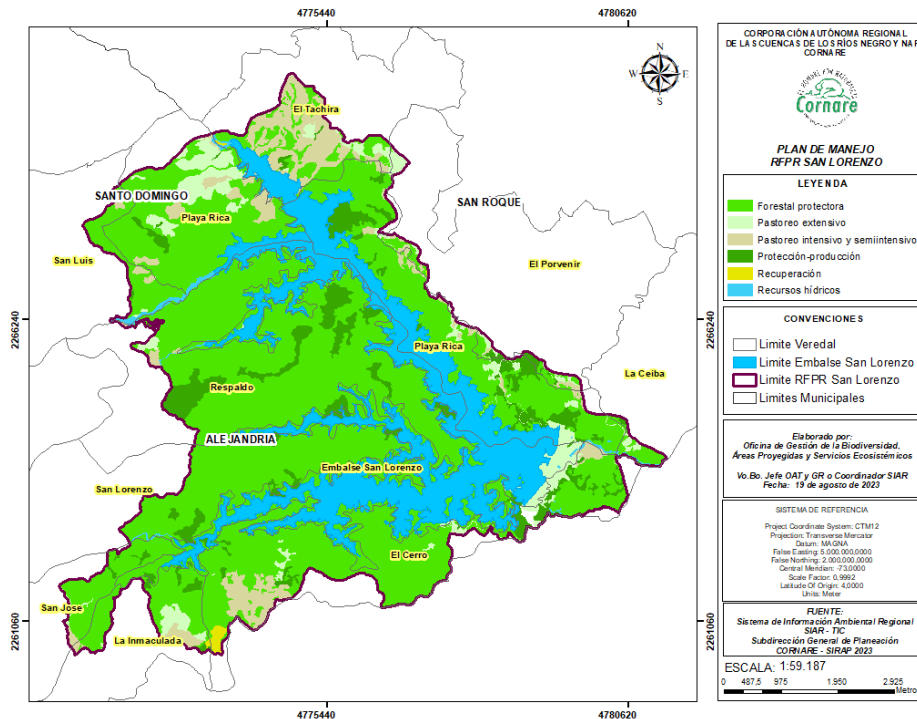 4775440
4780620
2266240
2261060
N
W
E
S
El Tachira
SANTO DOMINGO
Playa Rica
SAN ROQUE
San Luis
El Porvenir
Playa Rica
La Ceiba
Respaldo
ALEJANDRIA
Embalse San Lorenzo
San Lorenzo
El Cerro
San Jose
La Inmaculada
2266240
2261060
4775440
4780620
CORPORACIÓN AUTÓNOMA REGIONAL
DE LAS CUENCAS DE LOS RÍOS NEGRO Y NAR
CORNARE
Cornare
PLAN DE MANEJO
RFPR SAN LORENZO
LEYENDA
Forestal protectora
Pastoreo extensivo
Pastoreo intensivo y semiintensivo
Protección-producción
Recuperación
Recursos hídricos
CONVENCIONES
Limite Veredal
Limite Embalse San Lorenzo
Limite RFPR San Lorenzo
Limites Municipales
Elaborado por:
Oficina de Gestión de la Biodiversidad,
Áreas Proyegidas y Servicios Ecosistémicos
Vo.Bo. Jefe OAT y GR o Coordinador SIAR
Fecha: 19 de agosto de 2023
SISTEMA DE REFERENCIA
Project Coordinate System: CTM12
Projection: Transverse Mercator
Datum: MAGNA
False Easting: 5.000.000,0000
False Northing: 2.000.000,0000
Central Meridien: -73,0000
Scale Factor: 0,9992
Latitude Of Origin: 4,0000
Units: Meter
FUENTE:
Sistema de Información Ambiental Regional
SIAR - TIC
Subdirección General de Planeación
CORNARE - SIRAP 2023
ESCALA: 1:59.187
0 487,5 975 1.950 2.925
Metro